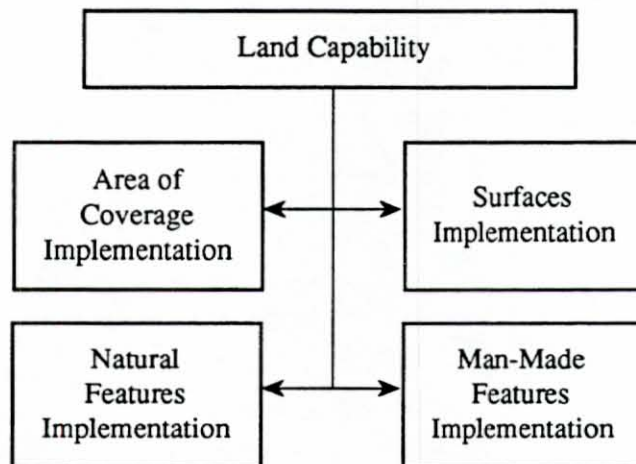 Land Capability
Area of
Coverage
Implementation
Surfaces
Implementation
Natural
Features
Implementation
Man-Made
Features
Implementation